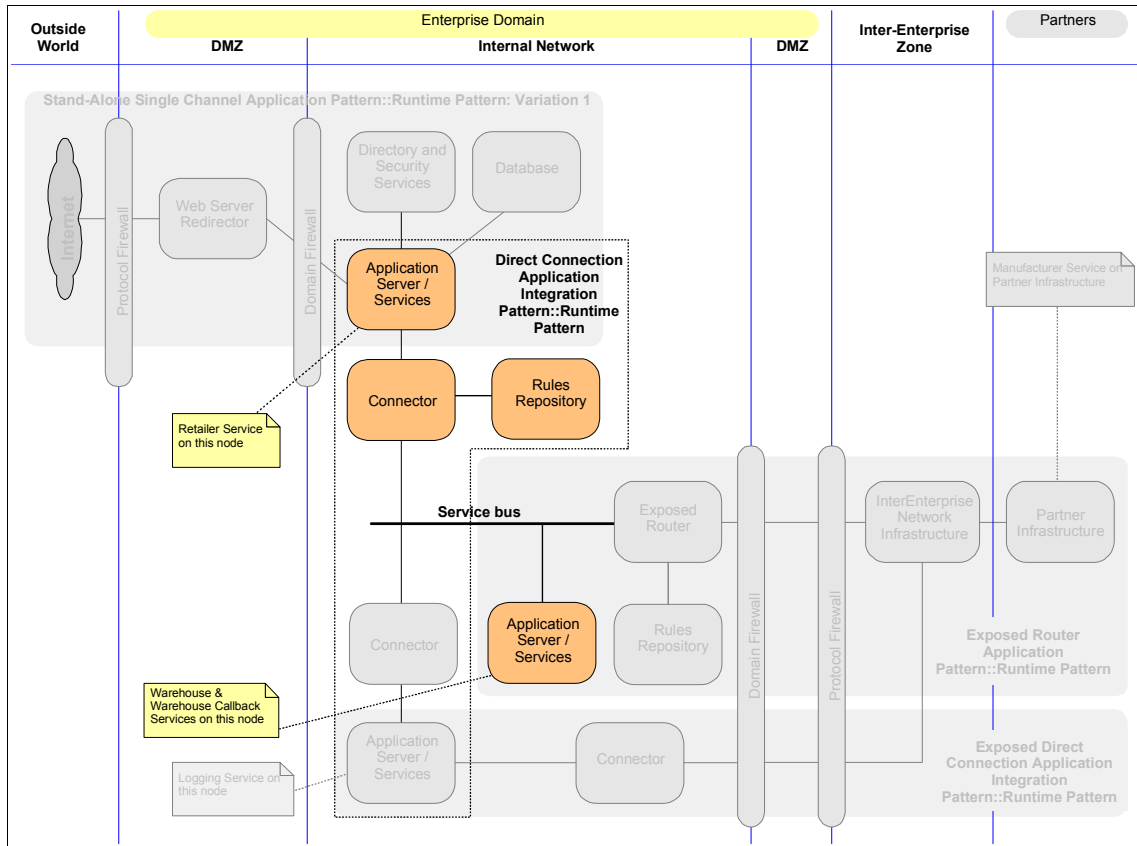 Enterprise Domain
Partners
Outside
World
DMZ
Internal Network
DMZ
Inter-Enterprise
Zone
Stand-Alone Single Channel Application Pattern::Runtime Pattern: Variation 1
Internet
Protocol Firewall
Web Server
Redirector
Domain Firewall
Directory and
Security
Services
Database
Application
Server /
Services
Direct Connection
Application
Integration
Pattern::Runtime
Pattern
Manufacturer Service on
Partner Infrastructure
Connector
Rules
Repository
Retailer Service
on this node
Service bus
Exposed
Router
InterEnterprise
Network
Infrastructure
Partner
Infrastructure
Connector
Application
Server /
Services
Rules
Repository
Domain Firewall
Protocol Firewall
Exposed Router
Application
Pattern::Runtime Pattern
Warehouse &
Warehouse Callback
Services on this node
Logging Service on
this node
Application
Server /
Services
Connector
Exposed Direct
Connection Application
Integration
Pattern::Runtime Pattern